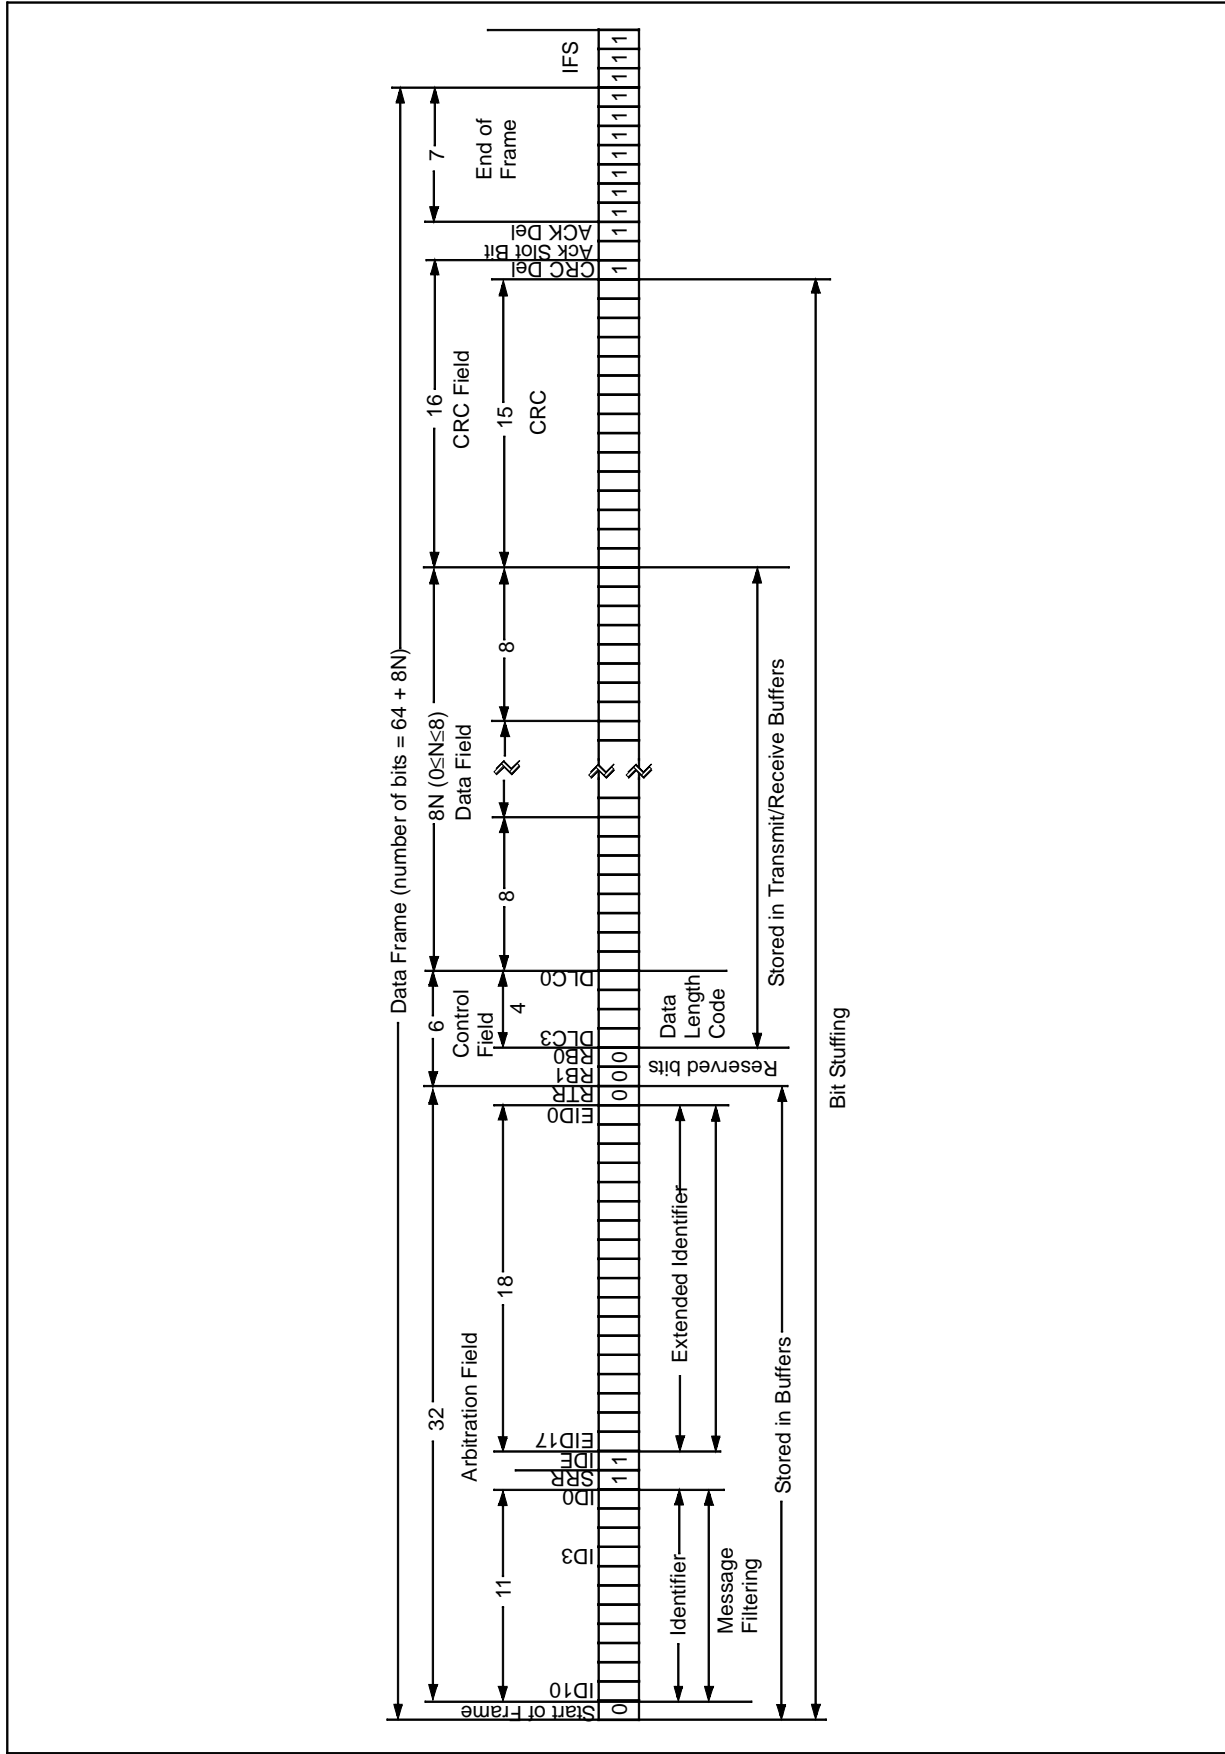 Data Frame (number of bits = 64 + 8N)
32
Arbitration Field
6
Control
Field
8N (0≤N≤8)
Data Field
16
CRC Field
7
End of
Frame
IFS
11
18
4
8
8
15
CRC
Start of Frame
ID10
ID3
ID0
SRR
IDE
EID17
EID0
RTR
RB1
RB0
DLC3
DLC0
CRC Del
Ack Slot Bit
ACK Del
0 1 1 0 0 0 1 1 1 1 1 1 1 1 1 1 1 1
Identifier
Message
Filtering
Extended Identifier
Reserved bits
Data
Length
Code
Stored in Buffers
Stored in Transmit/Receive Buffers
Bit Stuffing